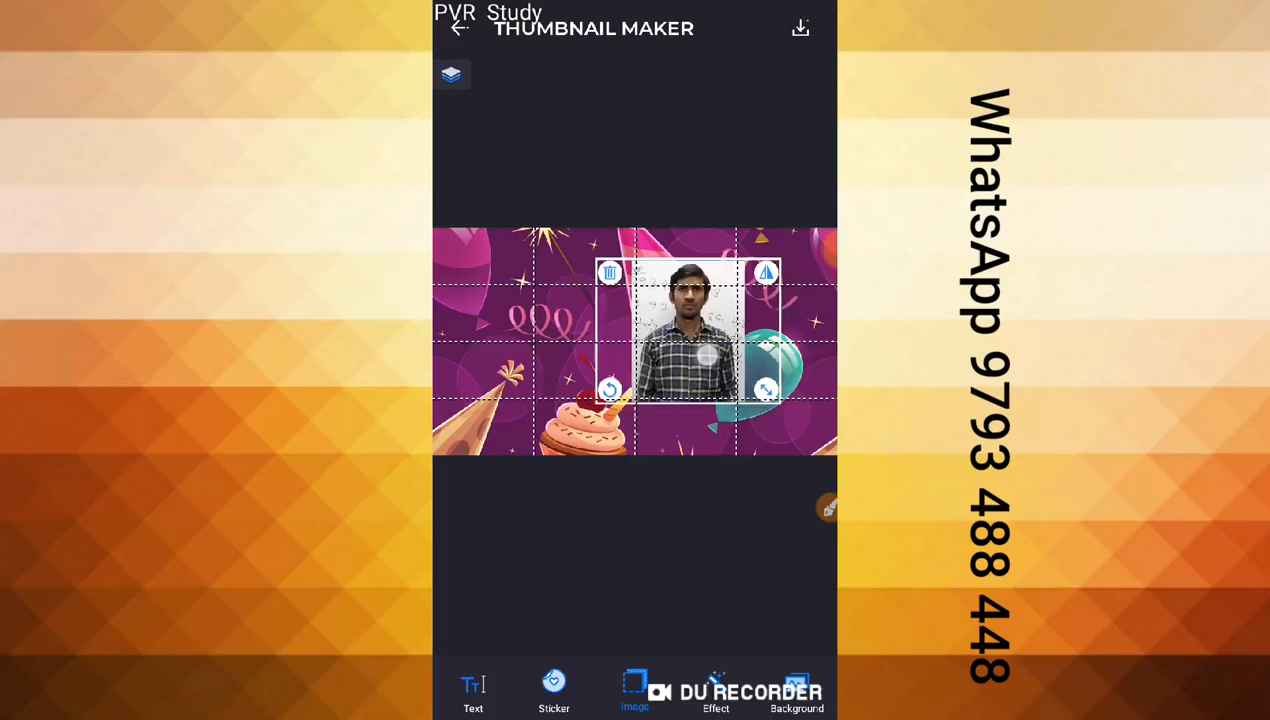 PVR Study
THUMBNAIL MAKER
WhatsApp 9793 488 448
Text
Sticker
Image
Effect
Background
DU RECORDER